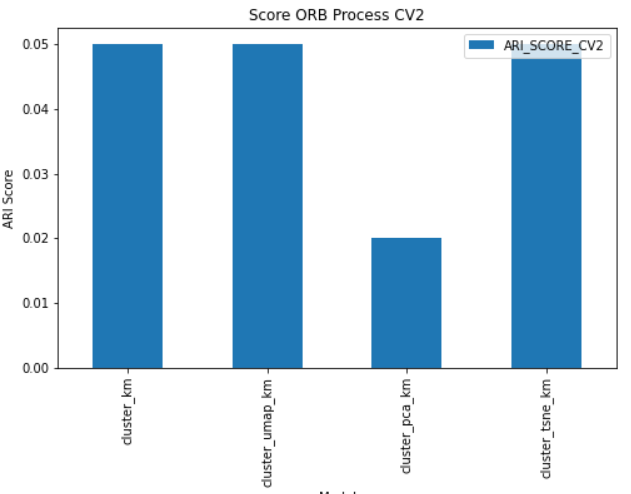 Score ORB Process CV2
ARI_SCORE_CV2
ARI Score
0.05
0.04
0.03
0.02
0.01
0.00
cluster_km
cluster_umap_km
cluster_pca_km
cluster_tsne_km